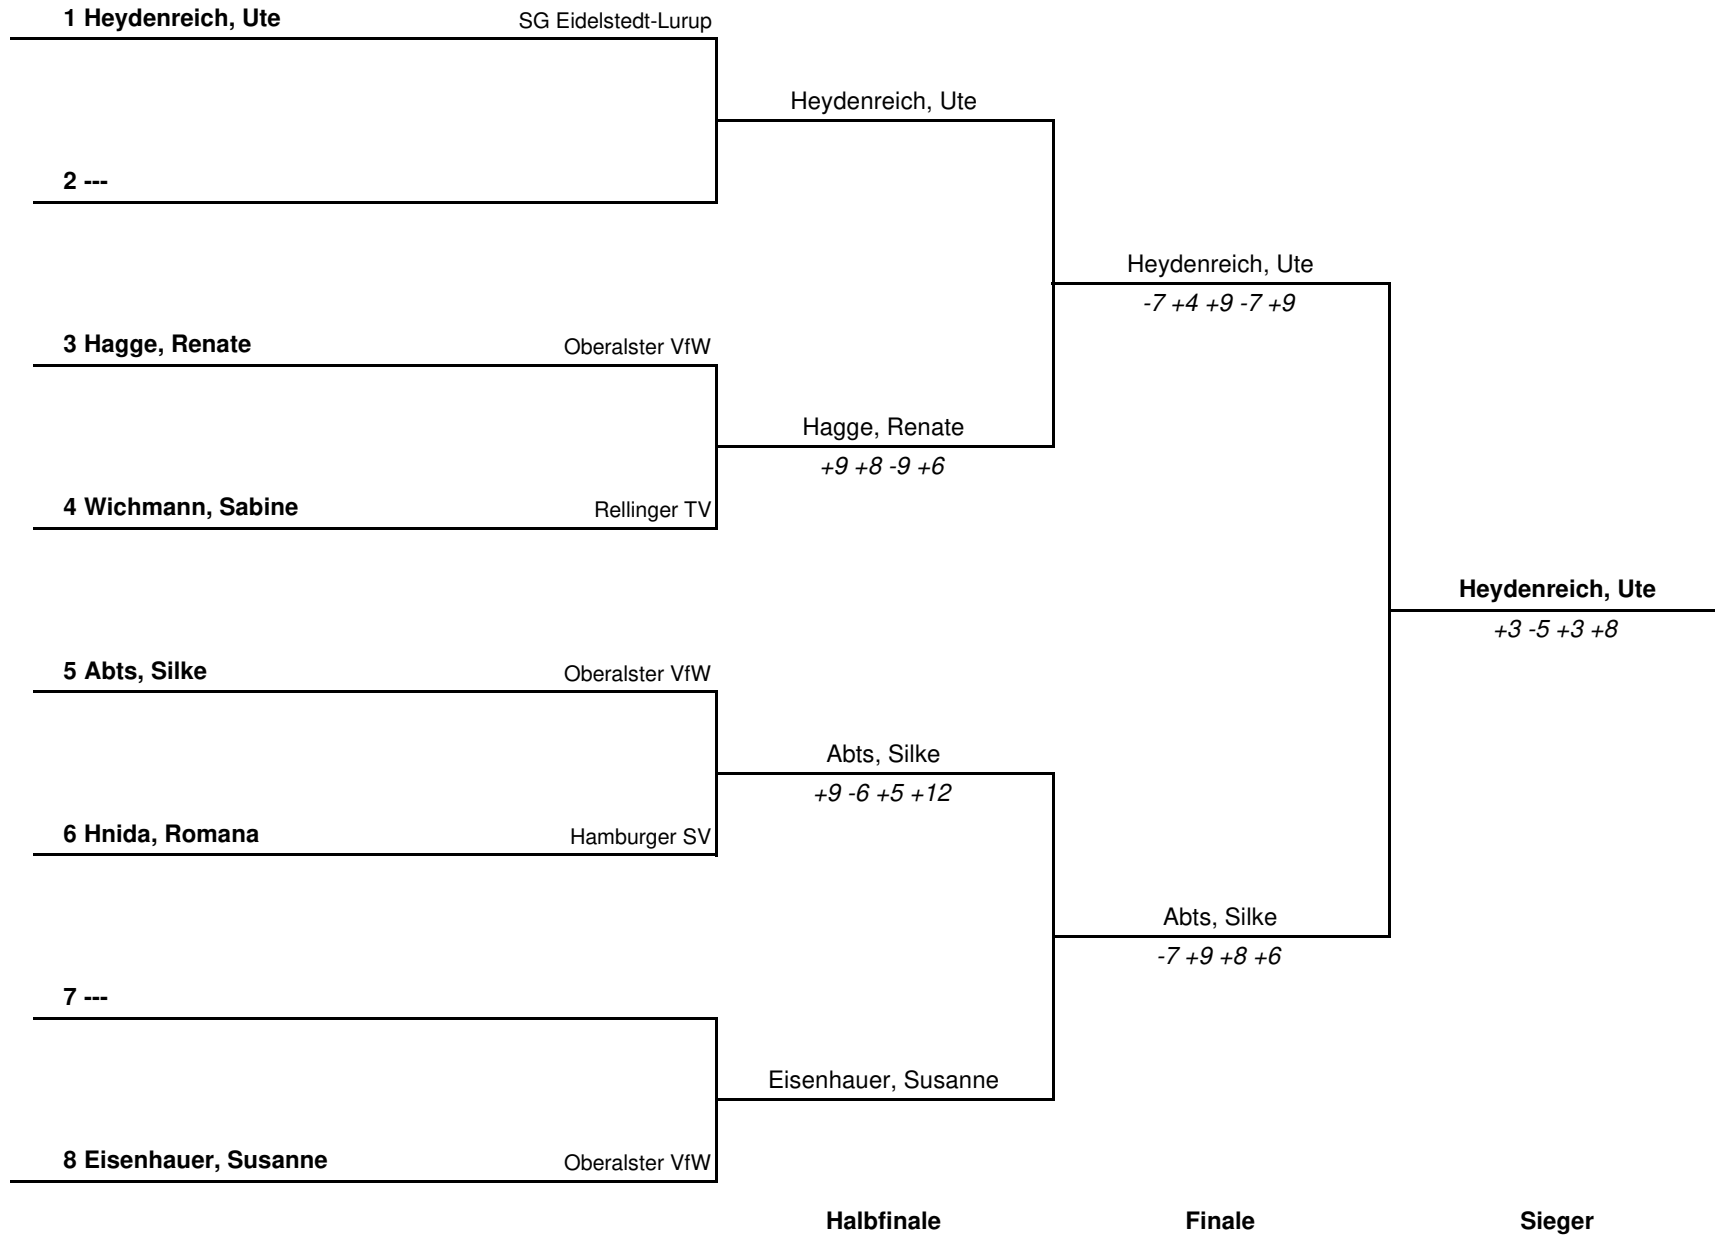 1 Heydenreich, Ute SG Eidelstedt-Lurup
Heydenreich, Ute
2 ---
Heydenreich, Ute
-7 +4 +9 -7 +9
3 Hagge, Renate Oberalster VfW
Hagge, Renate
+9 +8 -9 +6
4 Wichmann, Sabine Rellinger TV
Heydenreich, Ute
+3 -5 +3 +8
5 Abts, Silke Oberalster VfW
Abts, Silke
+9 -6 +5 +12
6 Hnida, Romana Hamburger SV
Abts, Silke
-7 +9 +8 +6
7 ---
Eisenhauer, Susanne
8 Eisenhauer, Susanne Oberalster VfW
Halbfinale Finale Sieger